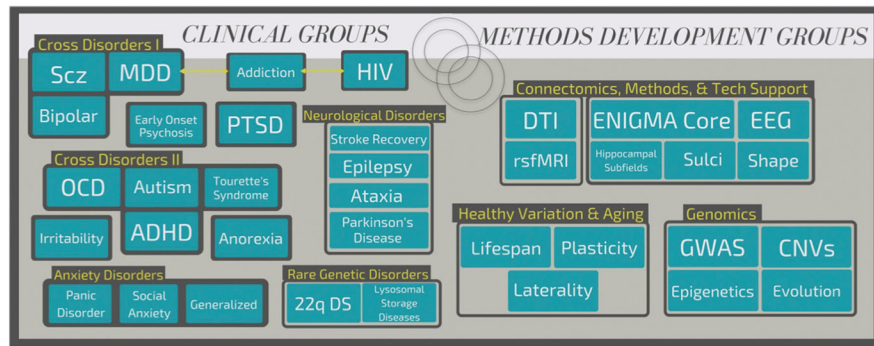 CLINICAL GROUPS
METHODS DEVELOPMENT GROUPS
Cross Disorders I
Scz
MDD
Addiction
HIV
Bipolar
Early Onset
Psychosis
PTSD
Cross Disorders II
OCD
Autism
Tourette's
Syndrome
Irritability
ADHD
Anorexia
Anxiety Disorders
Panic
Disorder
Social
Anxiety
Generalized
Neurological Disorders
Stroke Recovery
Epilepsy
Ataxia
Parkinson's
Disease
Rare Genetic Disorders
22q DS
Lysosomal
Storage
Diseases
Connectomics, Methods, & Tech Support
DTI
ENIGMA Core
EEG
rsfMRI
Hippocampal
Subfields
Sulci
Shape
Healthy Variation & Aging
Lifespan
Plasticity
Laterality
Genomics
GWAS
CNVs
Epigenetics
Evolution